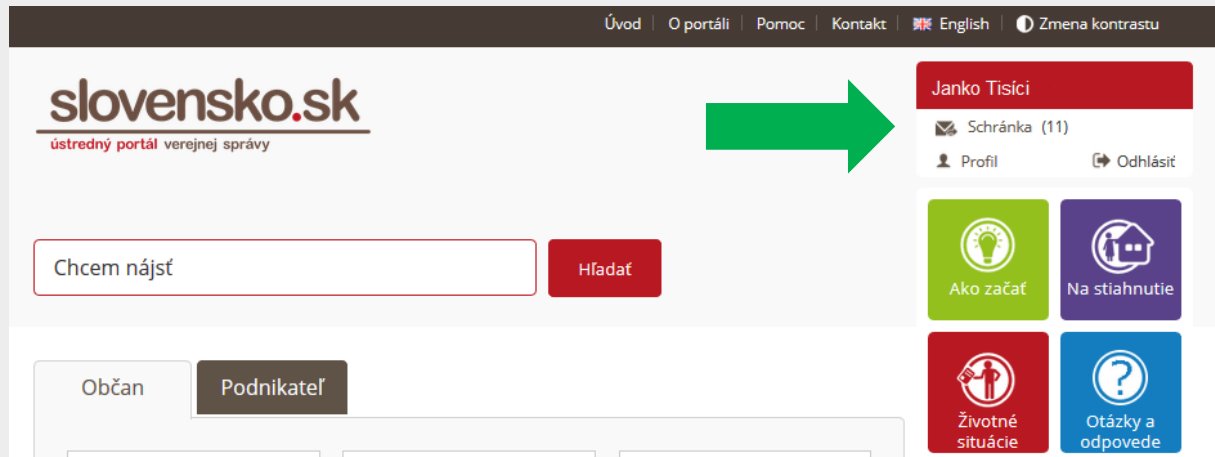 Úvod O portáli Pomoc Kontakt English Zmena kontrastu
slovensko.sk
ústredný portál verejnej správy
Janko Tisíci
Schránka (11)
Profil Odhlásiť
Chcem nájsť Hľadať
Ako začať
Na stiahnutie
Občan Podnikateľ
Životné
situácie
Otázky a
odpovede